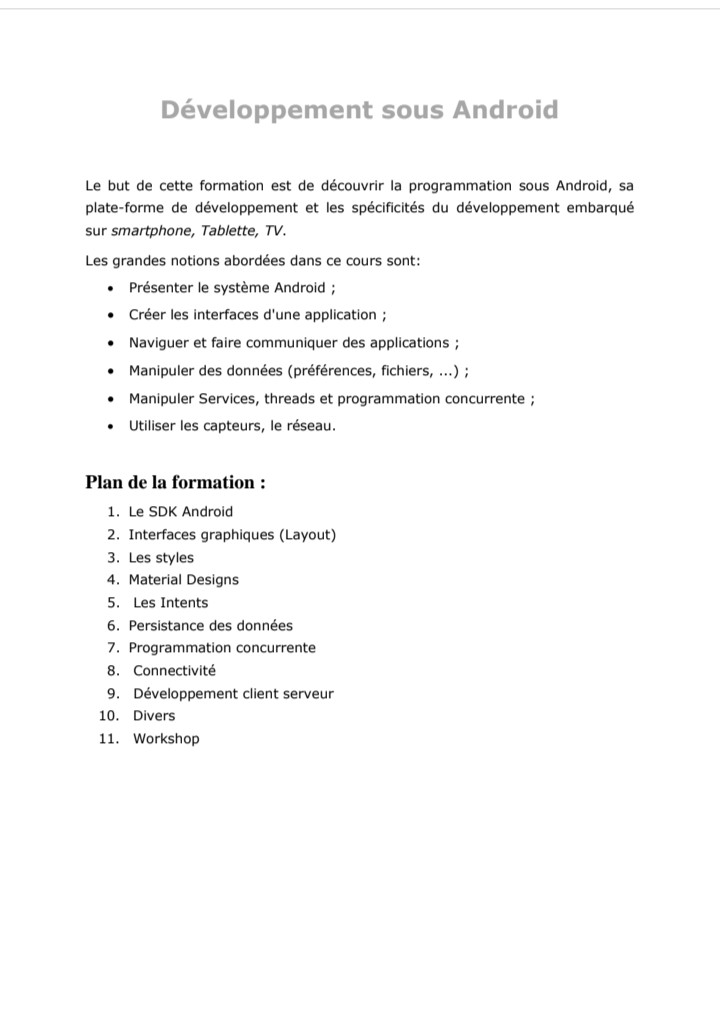 Développement sous Android
Le but de cette formation est de découvrir la programmation sous Android, sa
plate-forme de développement et les spécificités du développement embarqué
sur smartphone, Tablette, TV.
Les grandes notions abordées dans ce cours sont:
• Présenter le système Android ;
• Créer les interfaces d'une application ;
• Naviguer et faire communiquer des applications ;
• Manipuler des données (préférences, fichiers, ...) ;
• Manipuler Services, threads et programmation concurrente ;
• Utiliser les capteurs, le réseau.
Plan de la formation :
1. Le SDK Android
2. Interfaces graphiques (Layout)
3. Les styles
4. Material Designs
5. Les Intents
6. Persistance des données
7. Programmation concurrente
8. Connectivité
9. Développement client serveur
10. Divers
11. Workshop